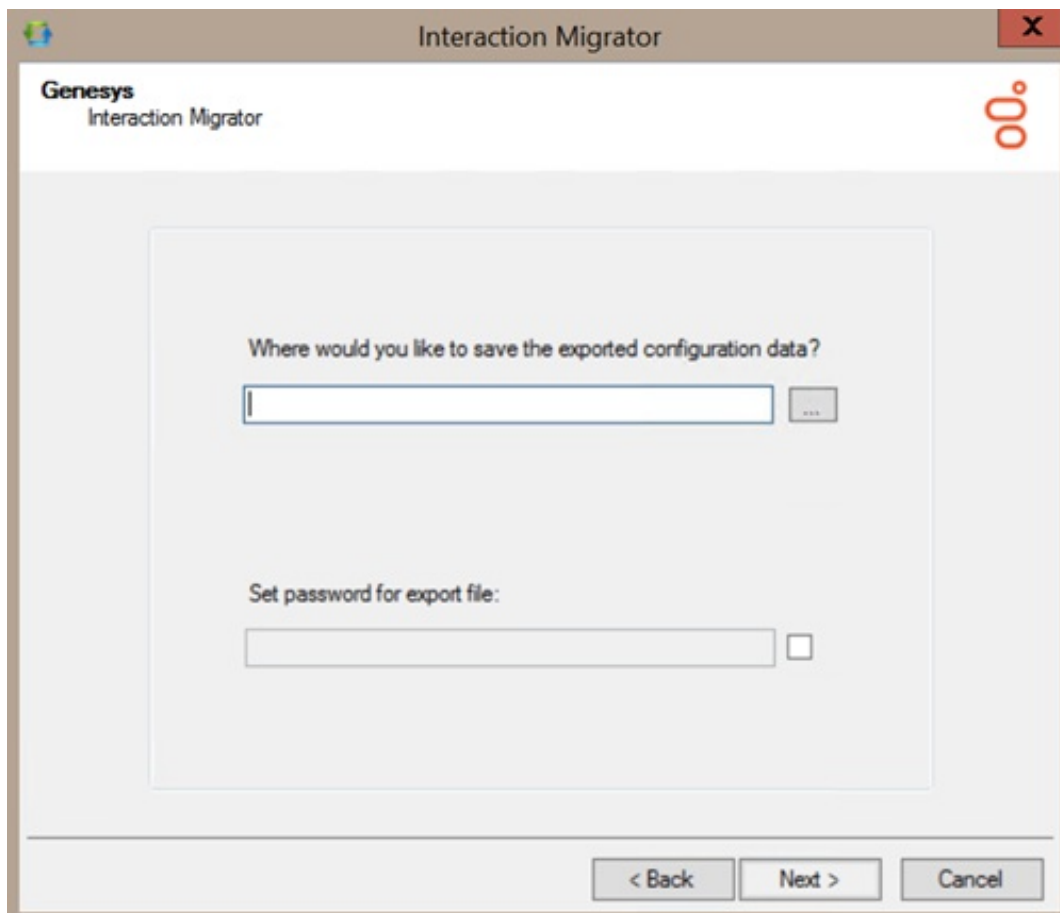 Interaction Migrator
X
Genesys
Interaction Migrator
Where would you like to save the exported configuration data?
...
Set password for export file:
< Back
Next >
Cancel